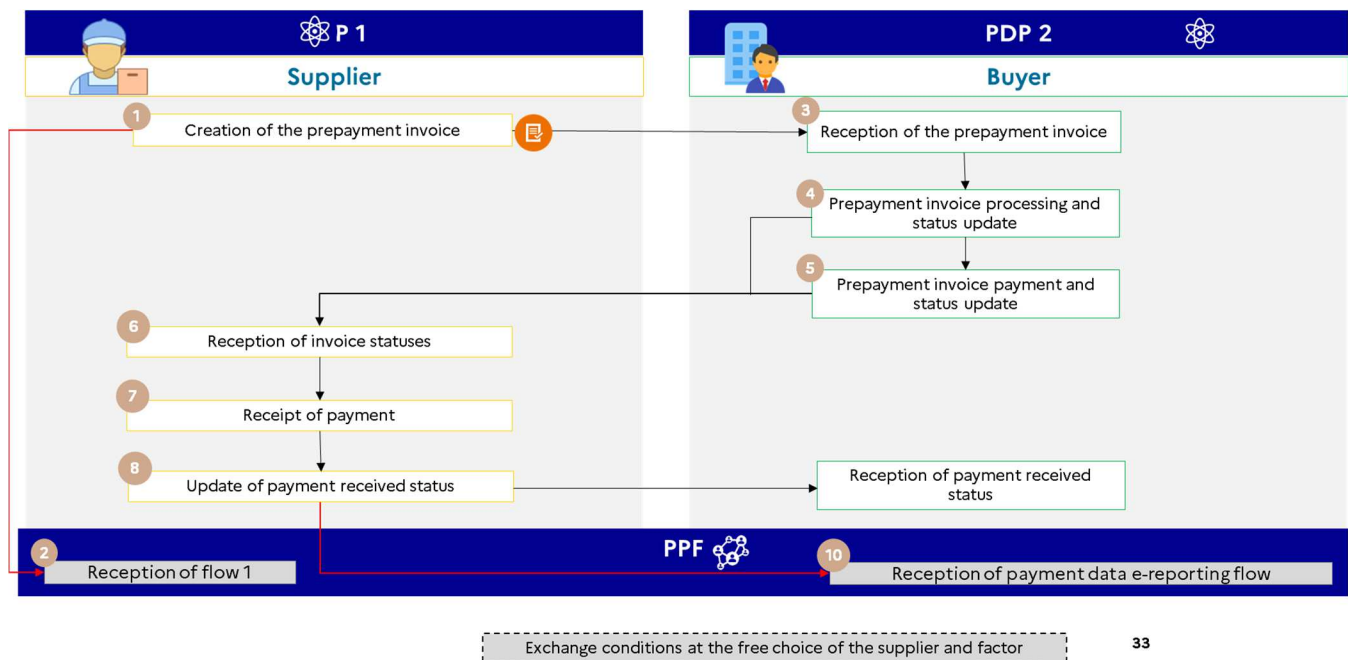 P 1
PDP 2
Supplier
Buyer
1
Creation of the prepayment invoice
3
Reception of the prepayment invoice
4
Prepayment invoice processing and
status update
5
Prepayment invoice payment and
status update
6
Reception of invoice statuses
7
Receipt of payment
8
Update of payment received status
Reception of payment received
status
PPF
2
Reception of flow 1
10
Reception of payment data e-reporting flow
Exchange conditions at the free choice of the supplier and factor
33